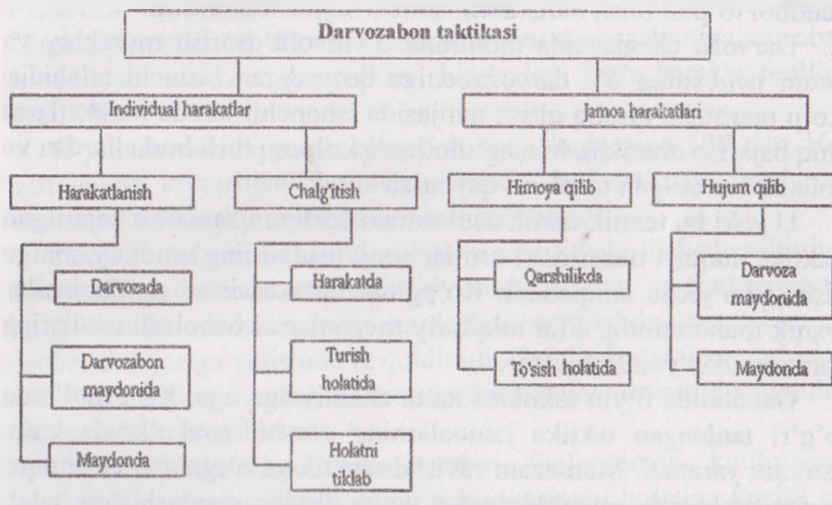 Darvozabon taktikasi
Individual harakatlar
Jamoa harakatlari
Harakatlanish
Chalg'itish
Himoya qilib
Hujum qilib
Darvozada
Harakatda
Qarshilikda
Darvoza
maydonida
Darvozabon
maydonida
Turish
holatida
To'sish holatida
Maydonda
Maydonda
Holatni
tiklab